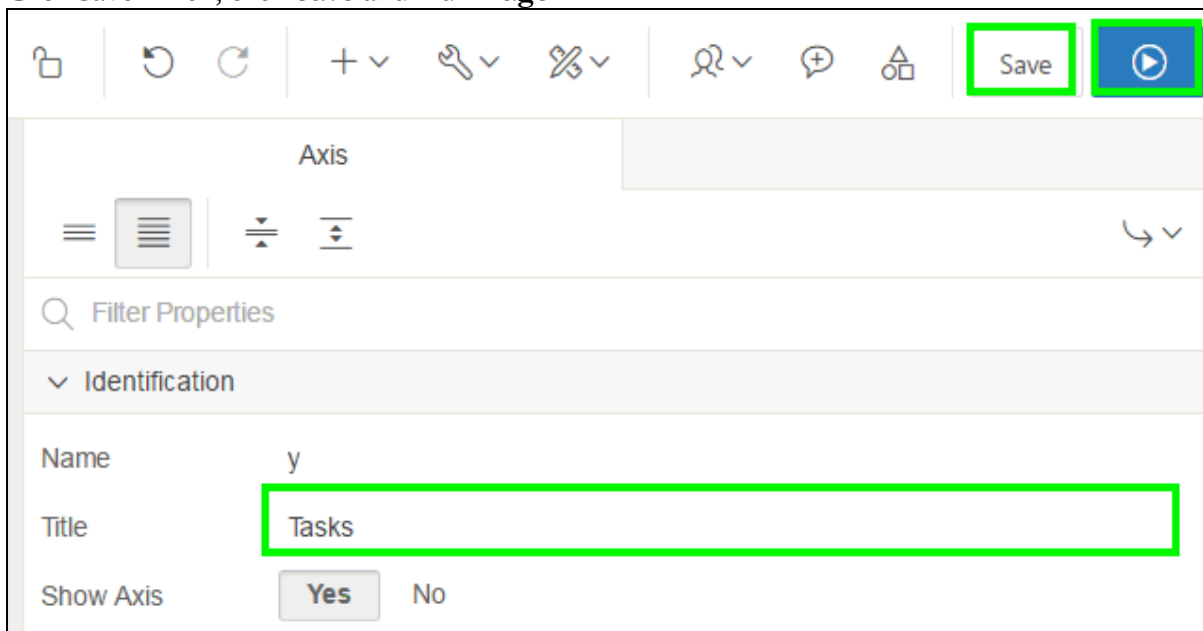 Save
Axis
Filter Properties
Identification
Name y
Title Tasks
Show Axis Yes No